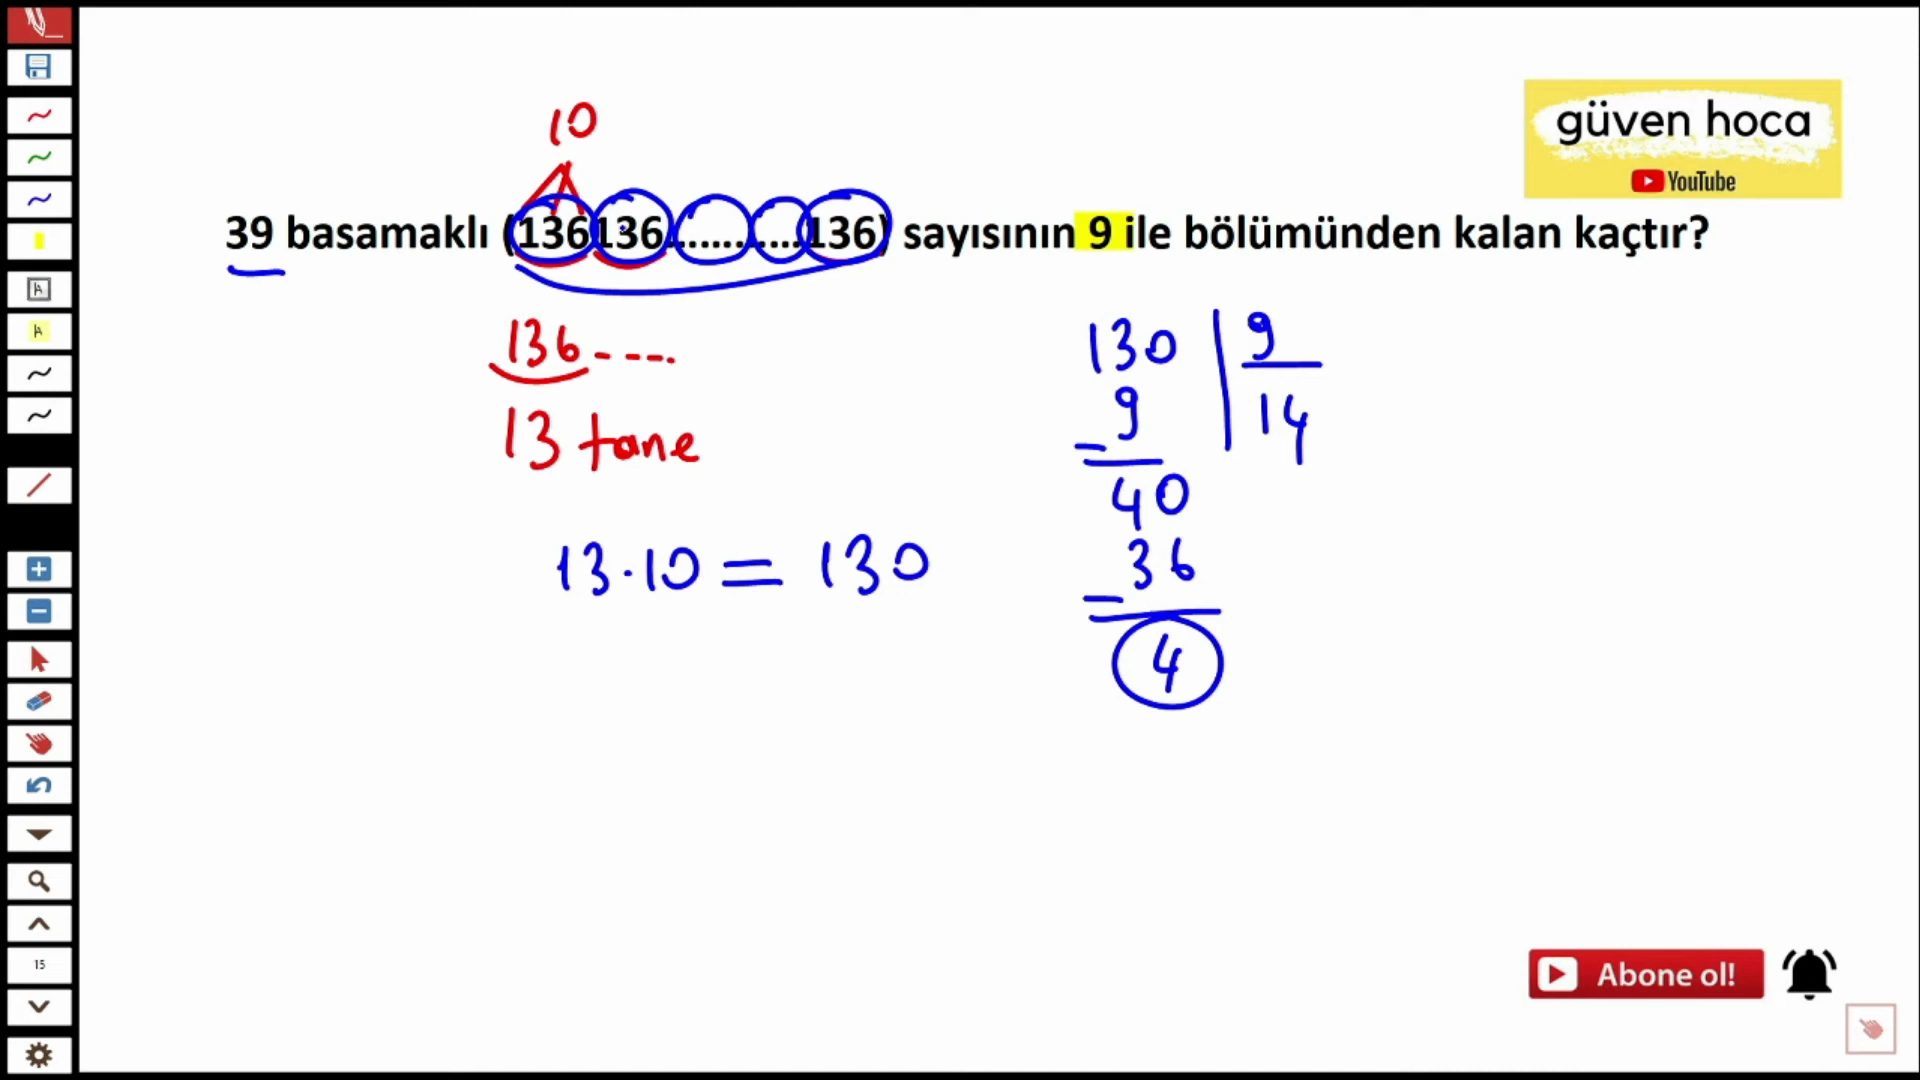 güven hoca
YouTube
10
39 basamaklı (136136..............136) sayısının 9 ile bölümünden kalan kaçtır?
136 - - - -
13 tane
13·10 = 130
130 9
9 14
40
- 36
4
A
A
15
Abone ol!